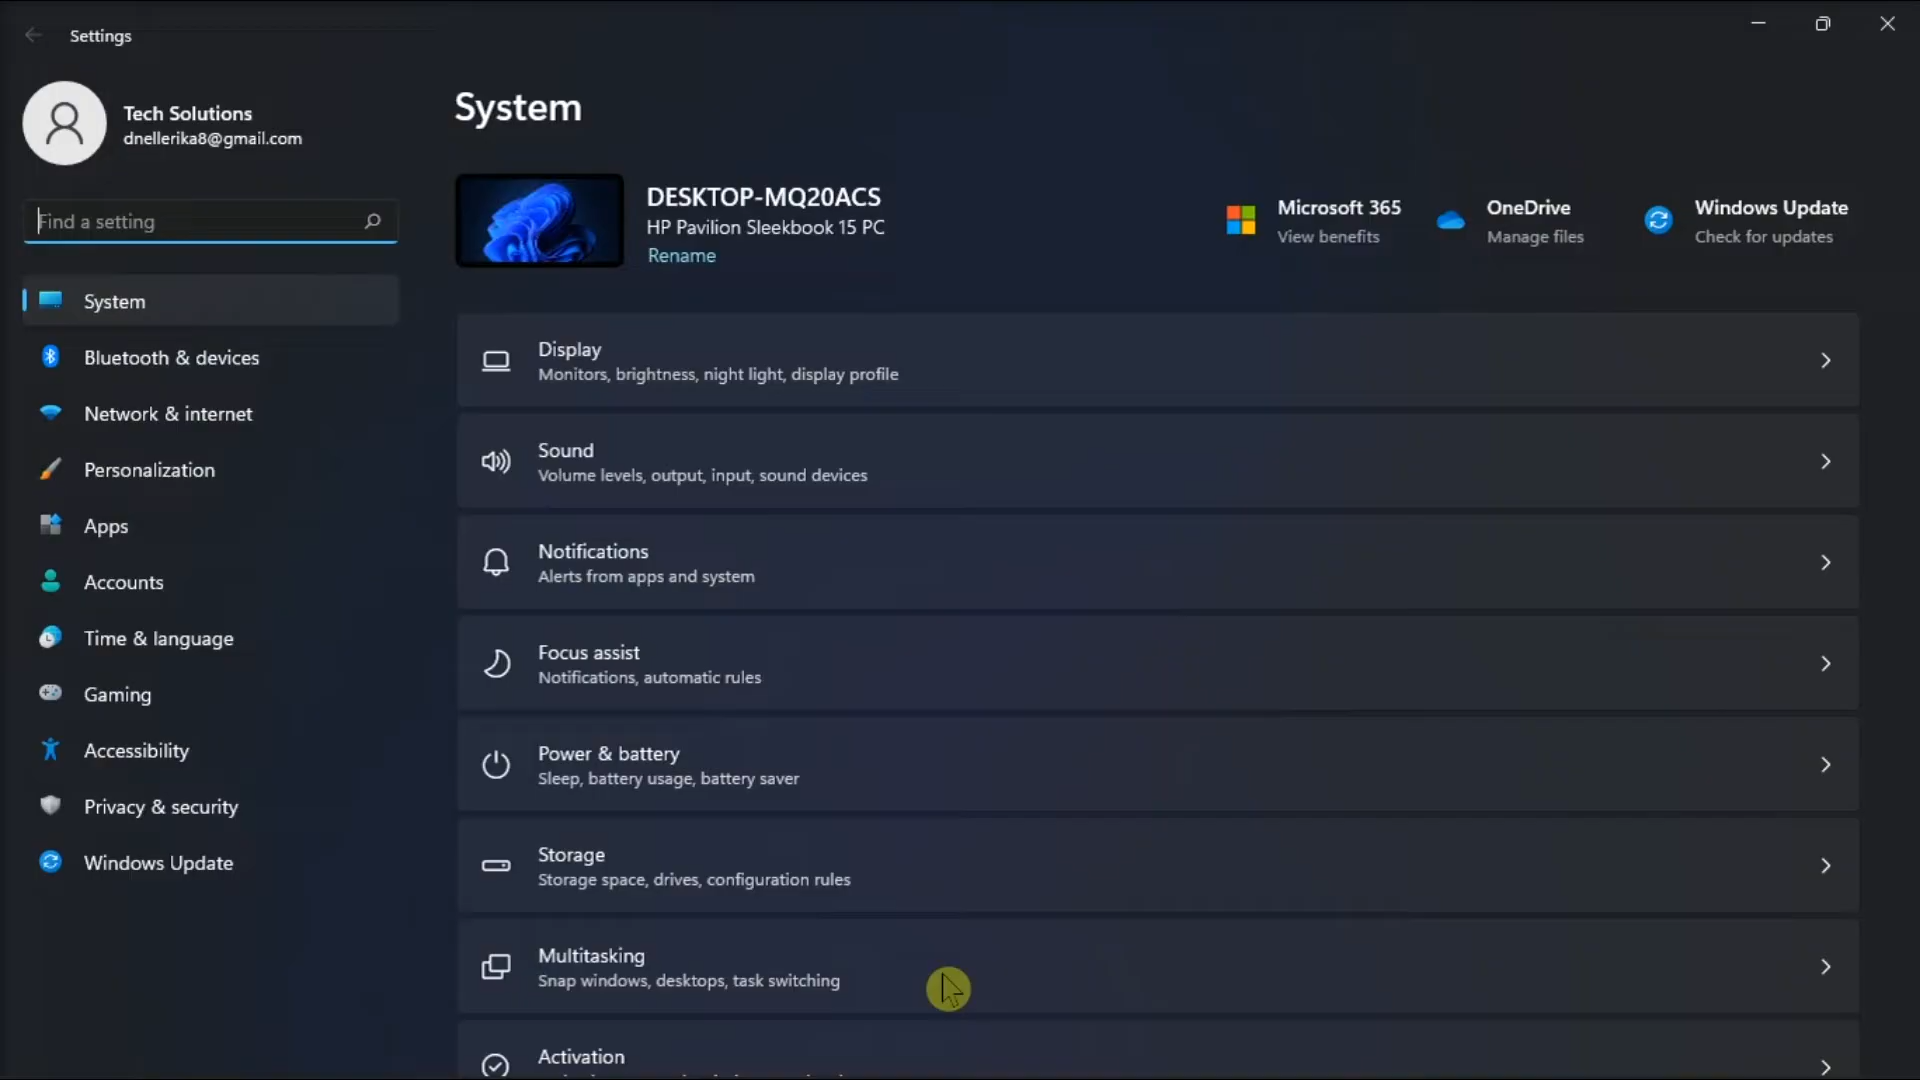 Settings
Tech Solutions
dnellerika8@gmail.com
Find a setting
System
Bluetooth & devices
Network & internet
Personalization
Apps
Accounts
Time & language
Gaming
Accessibility
Privacy & security
Windows Update
System
DESKTOP-MQ20ACS
HP Pavilion Sleekbook 15 PC
Rename
Microsoft 365
View benefits
OneDrive
Manage files
Windows Update
Check for updates
Display
Monitors, brightness, night light, display profile
Sound
Volume levels, output, input, sound devices
Notifications
Alerts from apps and system
Focus assist
Notifications, automatic rules
Power & battery
Sleep, battery usage, battery saver
Storage
Storage space, drives, configuration rules
Multitasking
Snap windows, desktops, task switching
Activation